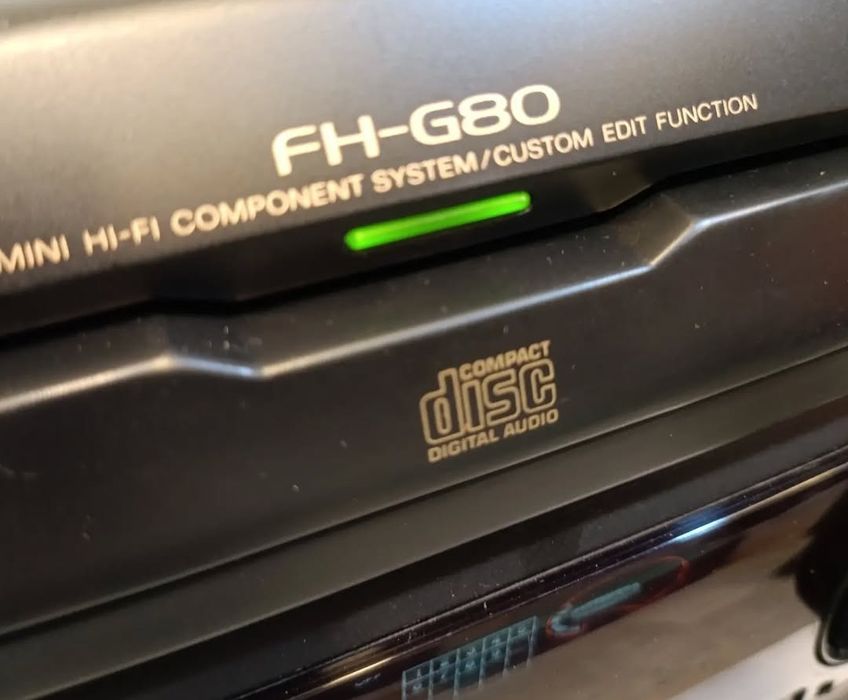 FH-G80
MINI HI-FI COMPONENT SYSTEM/CUSTOM EDIT FUNCTION
COMPACT
disc
DIGITAL AUDIO